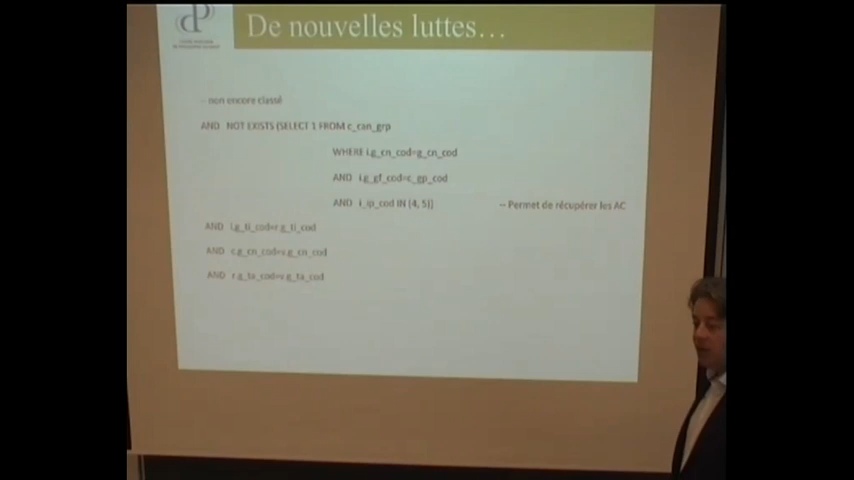 dP
De nouvelles luttes...
-- non encore classé
AND NOT EXISTS (SELECT 1 FROM c_can_grp
WHERE i.g_cn_cod=g_cn_cod
AND i.g_gf_cod=c_gp_cod
AND i_ip_cod IN (4, 5)) -- Permet de récupérer les AC
AND i.g_ti_cod=r.g_ti_cod
AND c.g_cn_cod=v.g_cn_cod
AND r.g_ta_cod=v.g_ta_cod